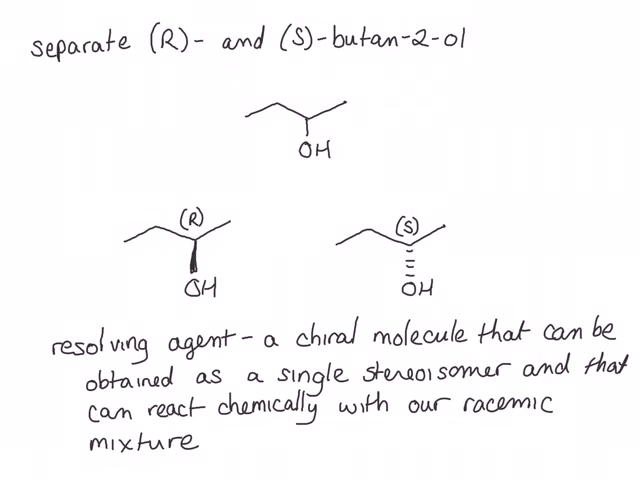 separate (R)- and (S)-butan-2-ol
OH
(R) (S)
OH OH
resolving agent - a chiral molecule that can be
obtained as a single stereoisomer and that
can react chemically with our racemic
mixture